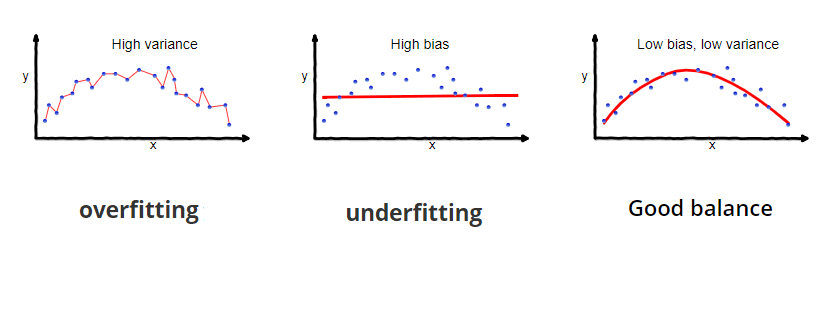 High variance
y
x
overfitting
High bias
y
x
underfitting
Low bias, low variance
y
x
Good balance